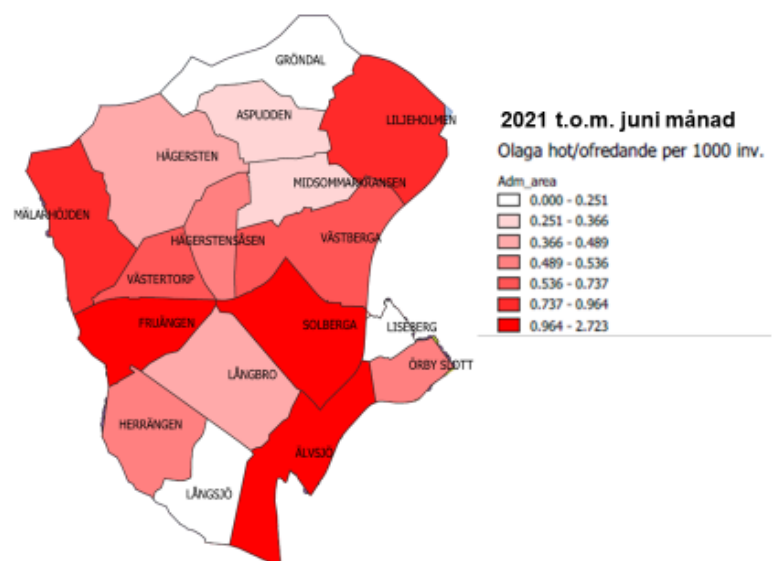 GRÖNDAL
ASPUDDEN
LILJEHOLMEN
HÄGERSTEN
MIDSOMMARKRANSEN
MÄLARHÖJDEN
HÄGERSTENSÅSEN
VÄSTBERGA
VÄSTERTORP
FRUÄNGEN
SOLBERGA
LISEBERG
ÖRBY SLOTT
LÅNGBRO
HERRÄNGEN
ÄLVSJÖ
LÅNGSJÖ
2021 t.o.m. juni månad
Olaga hot/ofredande per 1000 inv.
Adm_area
0.000 - 0.251
0.251 - 0.366
0.366 - 0.489
0.489 - 0.536
0.536 - 0.737
0.737 - 0.964
0.964 - 2.723